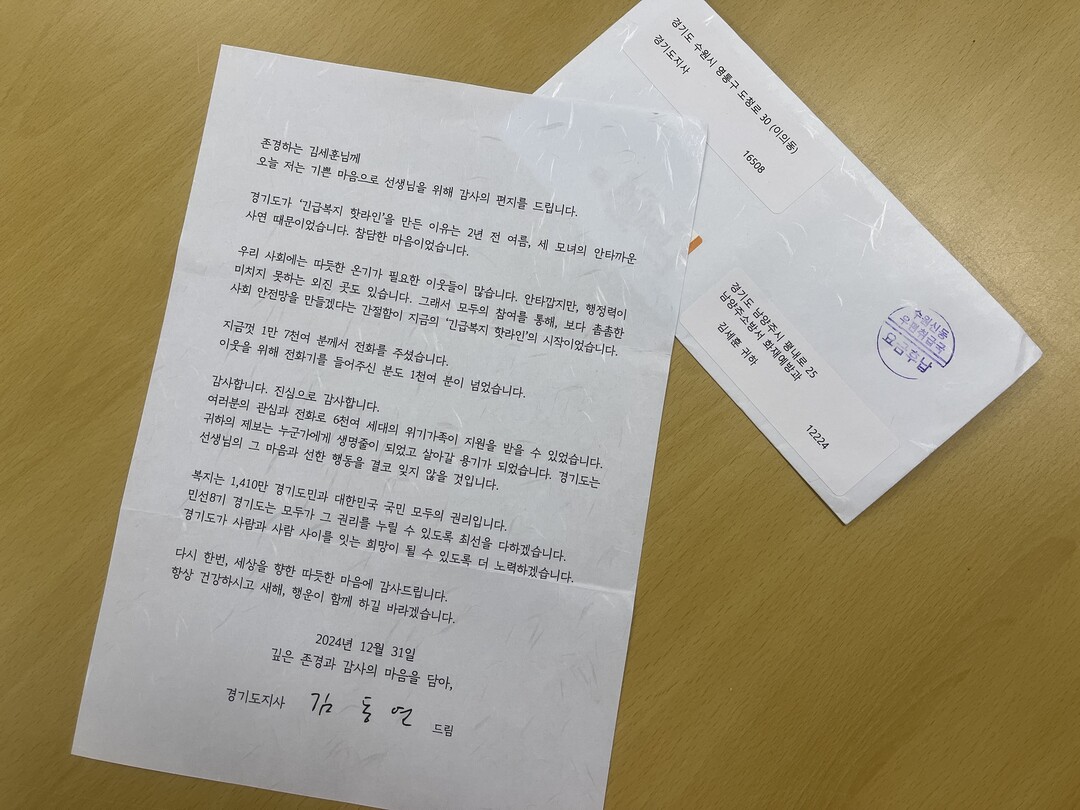 존경하는 김세훈님께
오늘 저는 기쁜 마음으로 선생님을 위해 감사의 편지를 드립니다.
경기도가 '긴급복지 핫라인'을 만든 이유는 2년 전 여름, 세 모녀의 안타까운
사연 때문이었습니다. 참담한 마음이었습니다.
우리 사회에는 따듯한 온기가 필요한 이웃들이 많습니다. 안타깝지만, 행정력이
미치지 못하는 외진 곳도 있습니다. 그래서 모두의 참여를 통해, 보다 촘촘한
사회 안전망을 만들겠다는 간절함이 지금의 '긴급복지 핫라인'의 시작이었습니다.
지금껏 1만 7천여 분께서 전화를 주셨습니다.
이웃을 위해 전화기를 들어주신 분도 1천여 분이 넘었습니다.
감사합니다. 진심으로 감사합니다.
여러분의 관심과 전화로 6천여 세대의 위기가족이 지원을 받을 수 있었습니다.
귀하의 제보는 누군가에게 생명줄이 되었고 살아갈 용기가 되었습니다. 경기도는
선생님의 그 마음과 선한 행동을 결코 잊지 않을 것입니다.
복지는 1,410만 경기도민과 대한민국 국민 모두의 권리입니다.
민선8기 경기도는 모두가 그 권리를 누릴 수 있도록 최선을 다하겠습니다.
경기도가 사람과 사람 사이를 잇는 희망이 될 수 있도록 더 노력하겠습니다.
다시 한번, 세상을 향한 따듯한 마음에 감사드립니다.
항상 건강하시고 새해, 행운이 함께 하길 바라겠습니다.
2024년 12월 31일
깊은 존경과 감사의 마음을 담아,
경기도지사 김동연 드림
경기도 수원시 영통구 도청로 30 (이의동)
경기도지사
16508
경기도 남양주시 평내로 25
남양주소방서 화재예방과
김세훈 귀하
12224
수원신동
우편취급국
요금후납